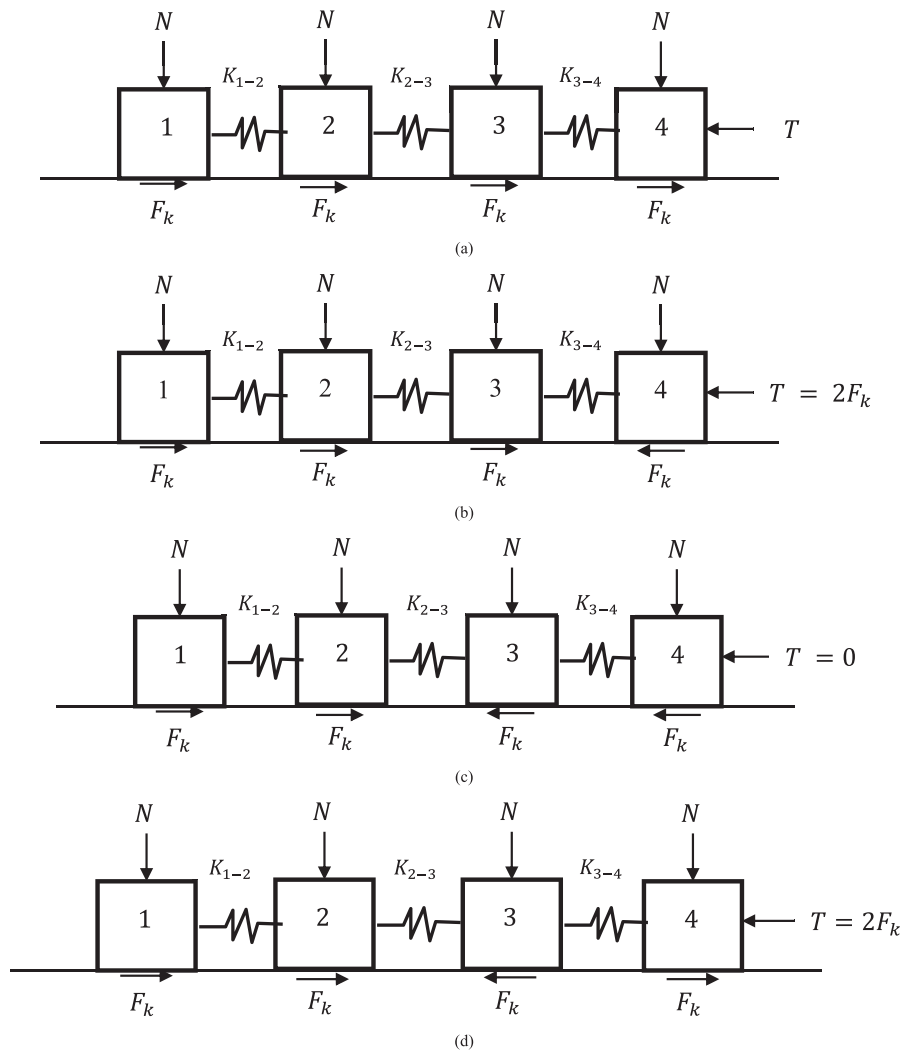 N N N N
K₁₋₂ K₂₋₃ K₃₋₄
1 2 3 4 T
Fₖ Fₖ Fₖ Fₖ
(a)
N N N N
K₁₋₂ K₂₋₃ K₃₋₄
1 2 3 4 T = 2Fₖ
Fₖ Fₖ Fₖ Fₖ
(b)
N N N N
K₁₋₂ K₂₋₃ K₃₋₄
1 2 3 4 T = 0
Fₖ Fₖ Fₖ Fₖ
(c)
N N N N
K₁₋₂ K₂₋₃ K₃₋₄
1 2 3 4 T = 2Fₖ
Fₖ Fₖ Fₖ Fₖ
(d)